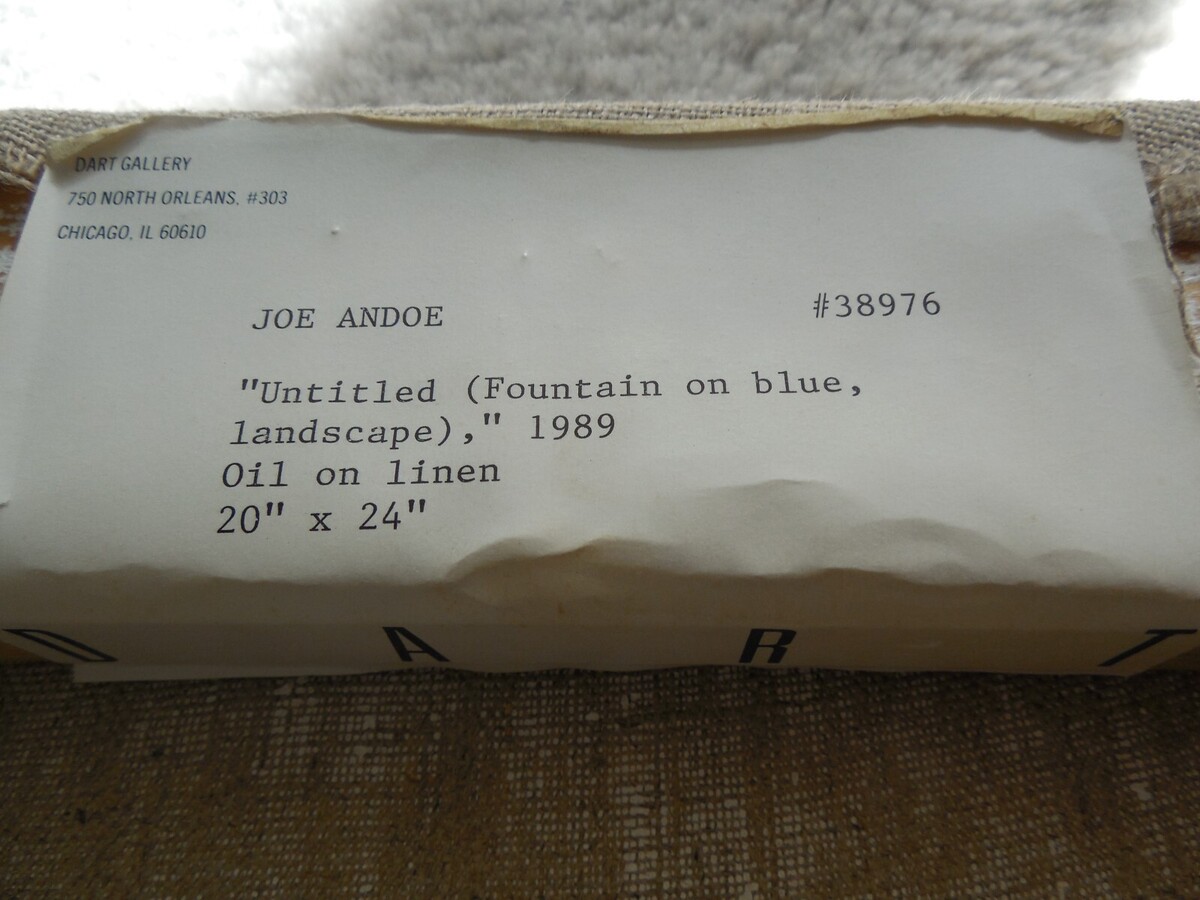 DART GALLERY
750 NORTH ORLEANS, #303
CHICAGO, IL 60610
JOE ANDOE #38976
"Untitled (Fountain on blue,
landscape)," 1989
Oil on linen
20" x 24"
D A R T